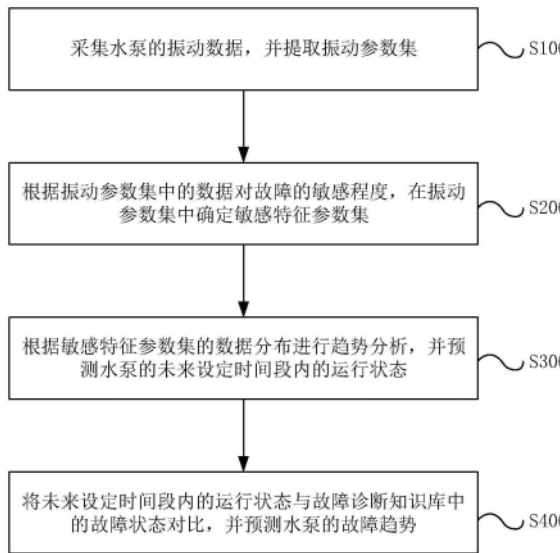 采集水泵的振动数据，并提取振动参数集
S100
根据振动参数集中的数据对故障的敏感程度，在振动
参数集中确定敏感特征参数集
S200
根据敏感特征参数集的数据分布进行趋势分析，并预
测水泵的未来设定时间段内的运行状态
S300
将未来设定时间段内的运行状态与故障诊断知识库中
的故障状态对比，并预测水泵的故障趋势
S400